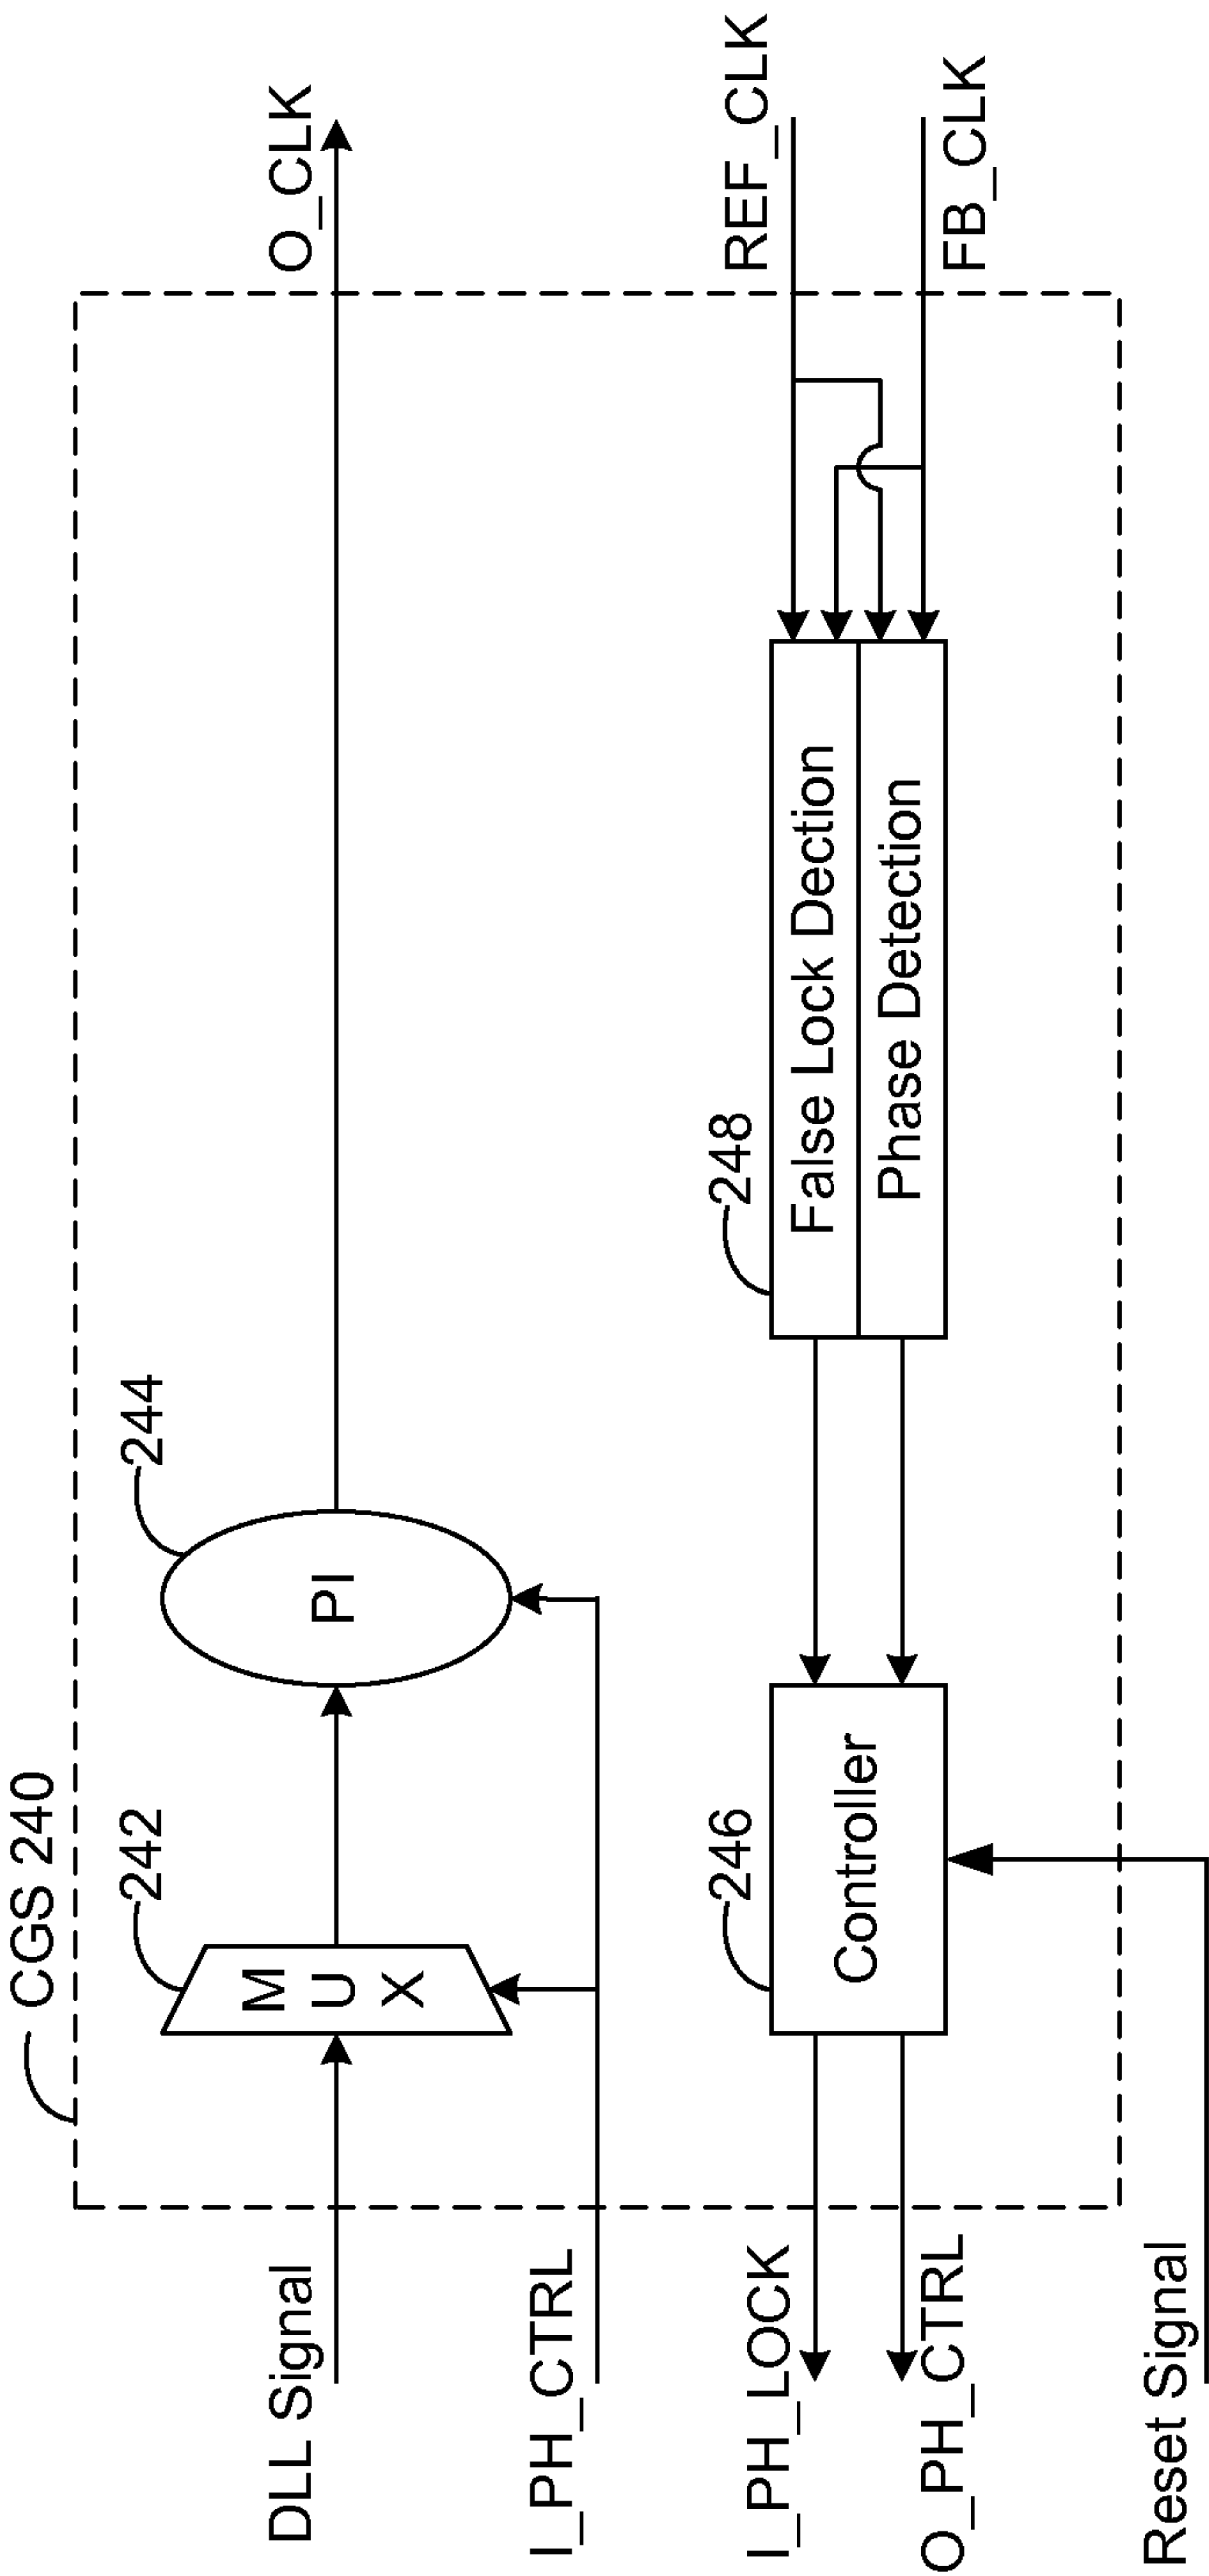 CGS 240
242
244
DLL Signal
M
U
X
PI
O_CLK
I_PH_CTRL
246
248
I_PH_LOCK
Controller
False Lock Dection
REF_CLK
O_PH_CTRL
Phase Detection
FB_CLK
Reset Signal